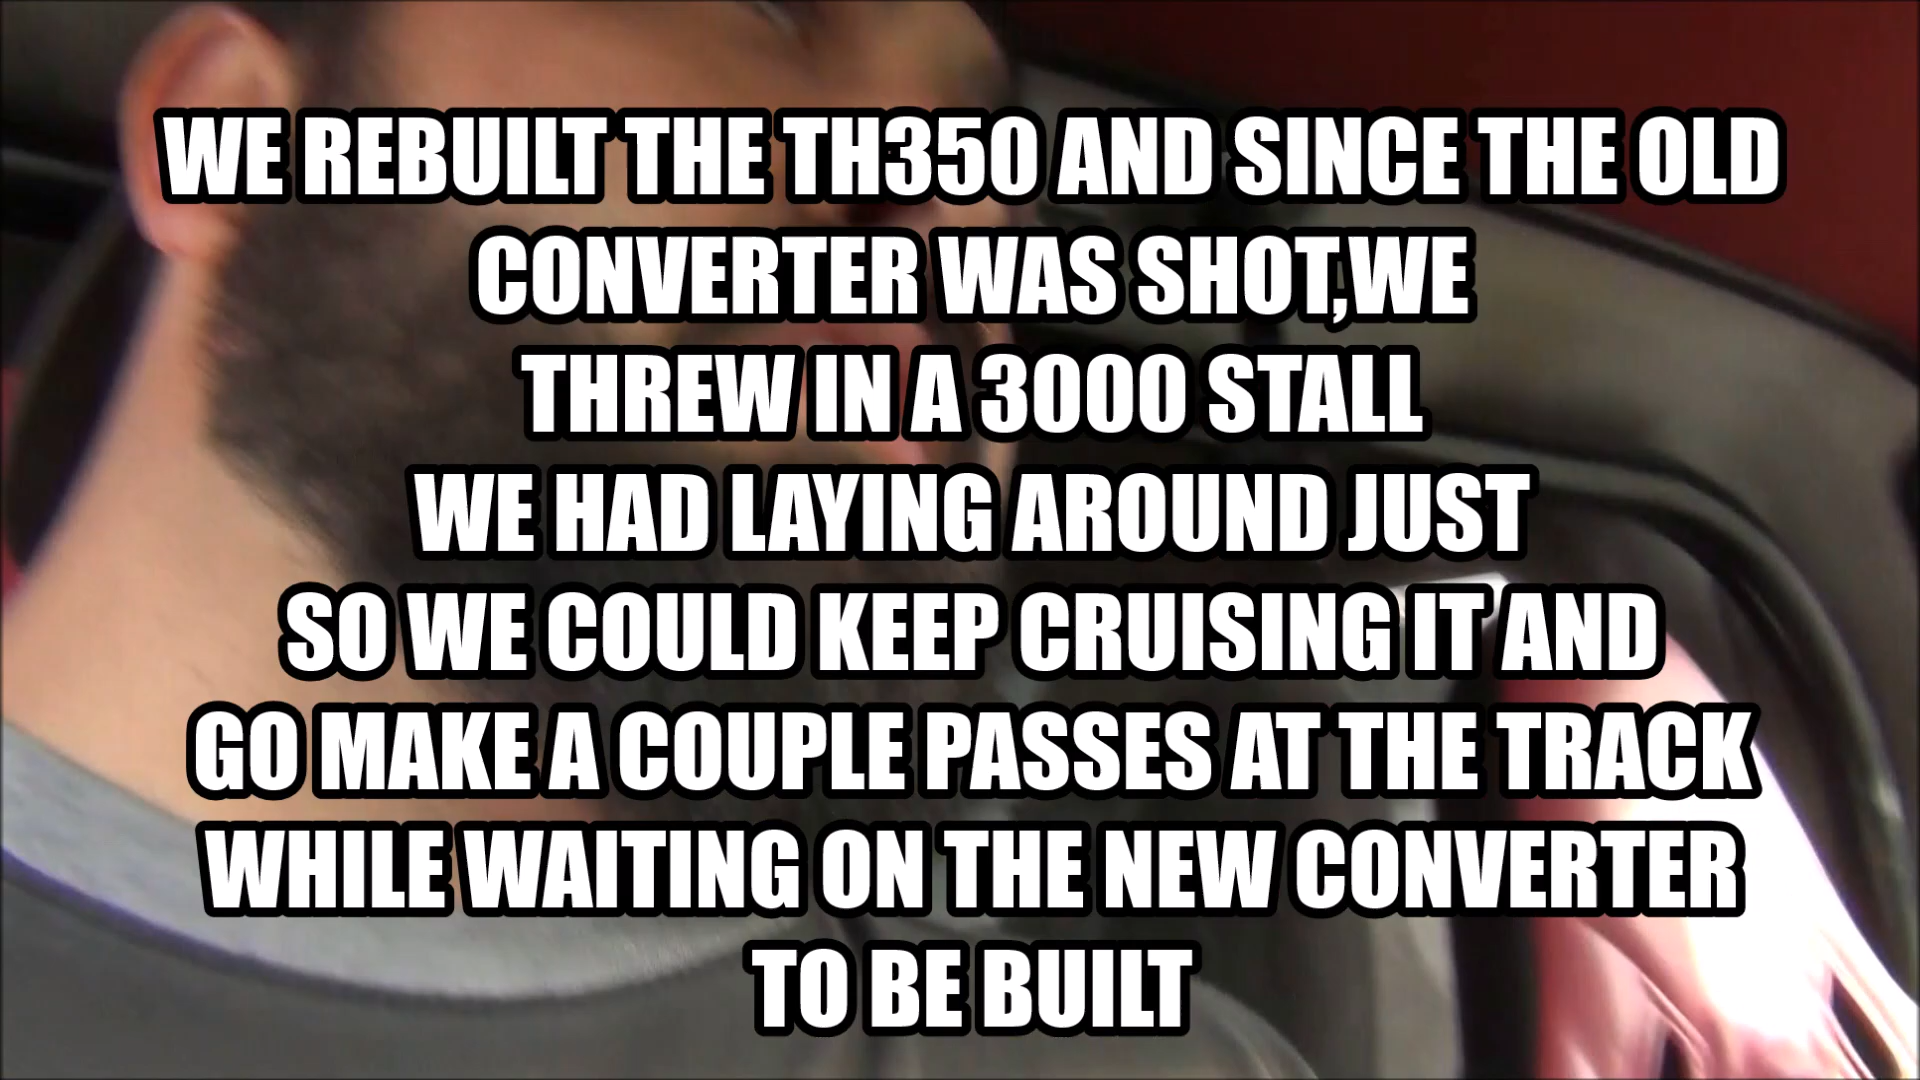 WE REBUILT THE TH350 AND SINCE THE OLD
CONVERTER WAS SHOT,WE
THREW IN A 3000 STALL
WE HAD LAYING AROUND JUST
SO WE COULD KEEP CRUISING IT AND
GO MAKE A COUPLE PASSES AT THE TRACK
WHILE WAITING ON THE NEW CONVERTER
TO BE BUILT